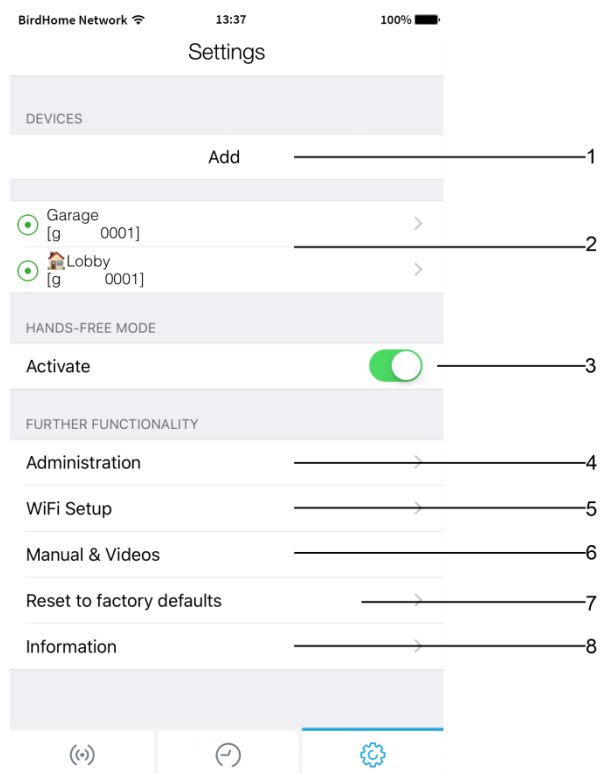 BirdHome Network 13:37 100%
Settings
DEVICES
Add
1
Garage
[g 0001]
2
Lobby
[g 0001]
HANDS-FREE MODE
Activate
3
FURTHER FUNCTIONALITY
Administration
4
WiFi Setup
5
Manual & Videos
6
Reset to factory defaults
7
Information
8